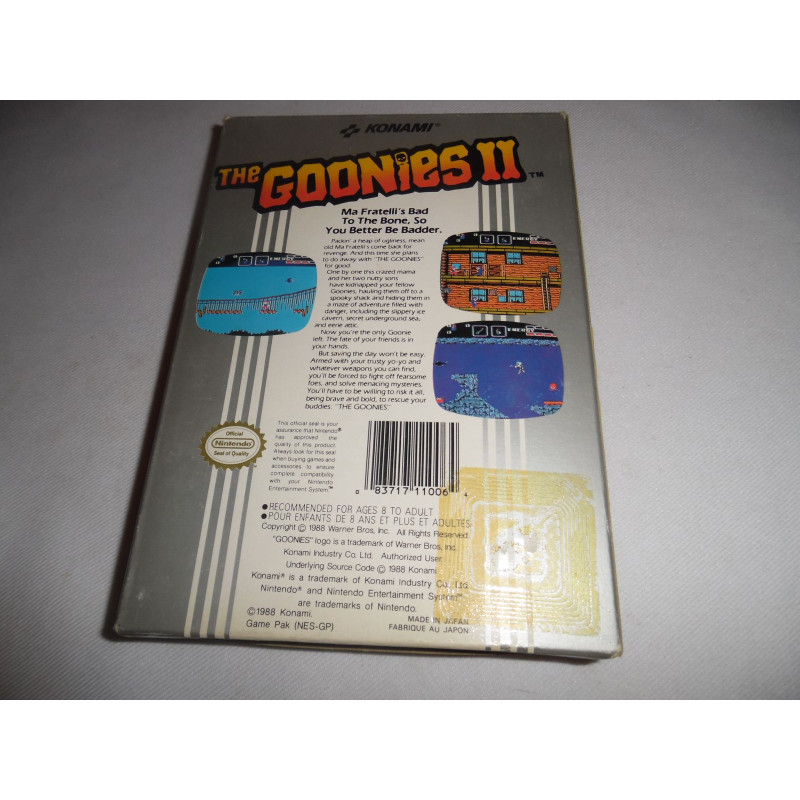 KONAMI™
THE GOONIES II™
Ma Fratelli's Bad
To The Bone, So
You Better Be Badder.
Packin' a heap of ugliness, mean
old Ma Fratelli's come back for
revenge. And this time she plans
to do away with "THE GOONIES"
for good.
One by one this crazed mama
and her two nutty sons
have kidnapped your fellow
Goonies, hauling them off to a
spooky shack and hiding them in
a maze of adventure filled with
danger, including the slippery ice
cavern, secret underground sea,
and eerie attic.
Now you're the only Goonie
left. The fate of your friends is in
your hands.
But saving the day won't be easy.
Armed with your trusty yo-yo and
whatever weapons you can find,
you'll be forced to fight off fearsome
foes, and solve menacing mysteries.
You'll have to be willing to risk it all,
being brave and bold, to rescue your
buddies: "THE GOONIES".
Official
Nintendo
Seal of Quality
This official seal is your
assurance that Nintendo®
has approved the
quality of this product.
Always look for this seal
when buying games and
accessories to ensure
complete compatibility
with your Nintendo
Entertainment System™
0 83717 11006 4
●RECOMMENDED FOR AGES 8 TO ADULT
●POUR ENFANTS DE 8 ANS ET PLUS ET ADULTES
Copyright © 1988 Warner Bros, Inc. All Rights Reserved.
"GOONIES" logo is a trademark of Warner Bros, Inc.
Konami Industry Co. Ltd. Authorized User.
Underlying Source Code © 1988 Konami.
Konami® is a trademark of Konami Industry Co., Ltd.
Nintendo® and Nintendo Entertainment System™
are trademarks of Nintendo.
©1988 Konami.
Game Pak (NES-GP)
MADE IN JAPAN
FABRIQUE AU JAPON